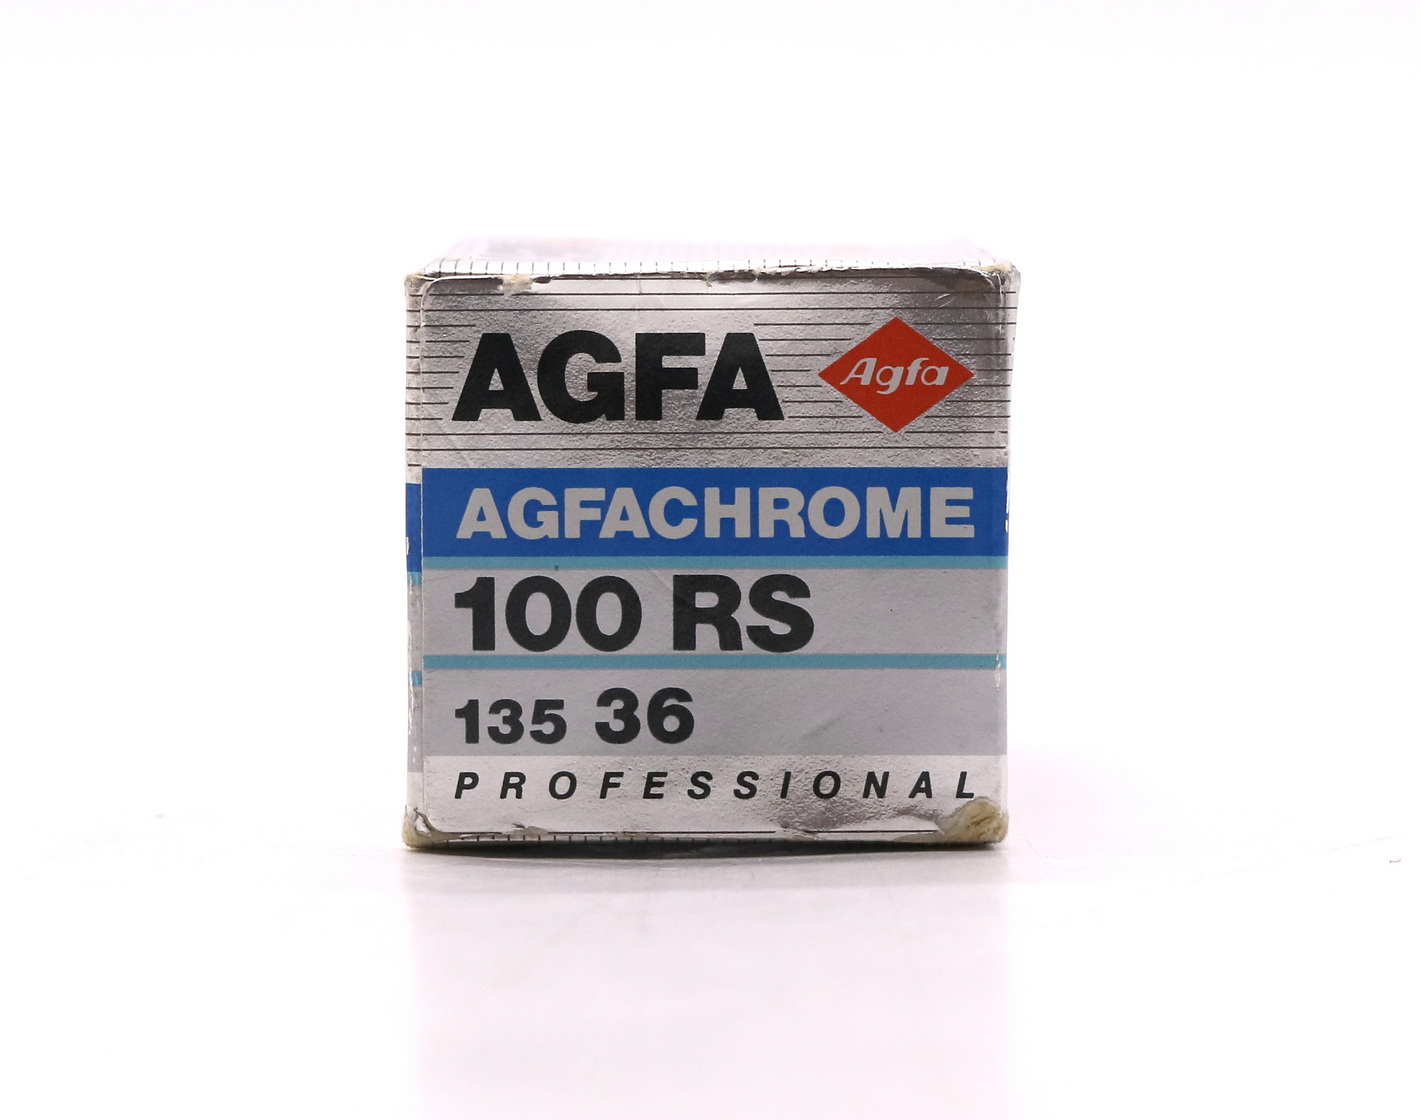 AGFA Agfa
AGFACHROME
100 RS
135 36
PROFESSIONAL